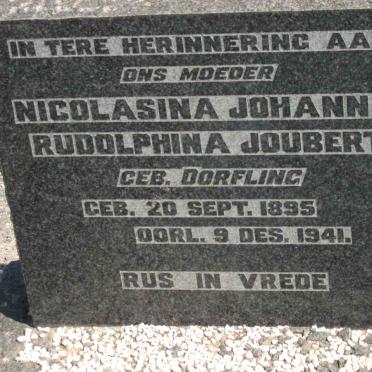 IN TERE HERINNERING AA
ONS MOEDER
NICOLASINA JOHANN
RUDOLPHINA JOUBERT
GEB. DORFLING
GEB. 20 SEPT. 1895
OORL. 9 DES. 1941.
RUS IN VREDE